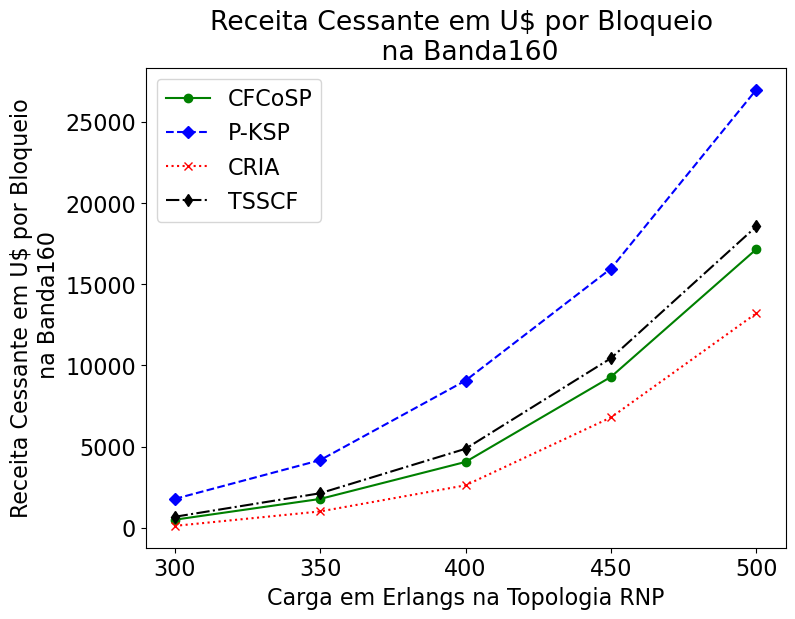 Receita Cessante em U$ por Bloqueio
na Banda160
Receita Cessante em U$ por Bloqueio
na Banda160
CFCoSP
P-KSP
CRIA
TSSCF
25000
20000
15000
10000
5000
0
300 350 400 450 500
Carga em Erlangs na Topologia RNP